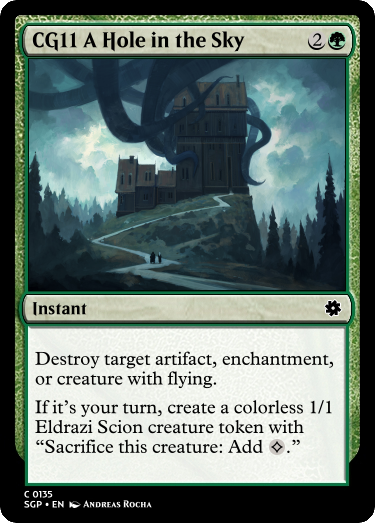 CG11 A Hole in the Sky 2
Instant
Destroy target artifact, enchantment,
or creature with flying.
If it's your turn, create a colorless 1/1
Eldrazi Scion creature token with
“Sacrifice this creature: Add .”
C 0135
SGP • EN Andreas Rocha